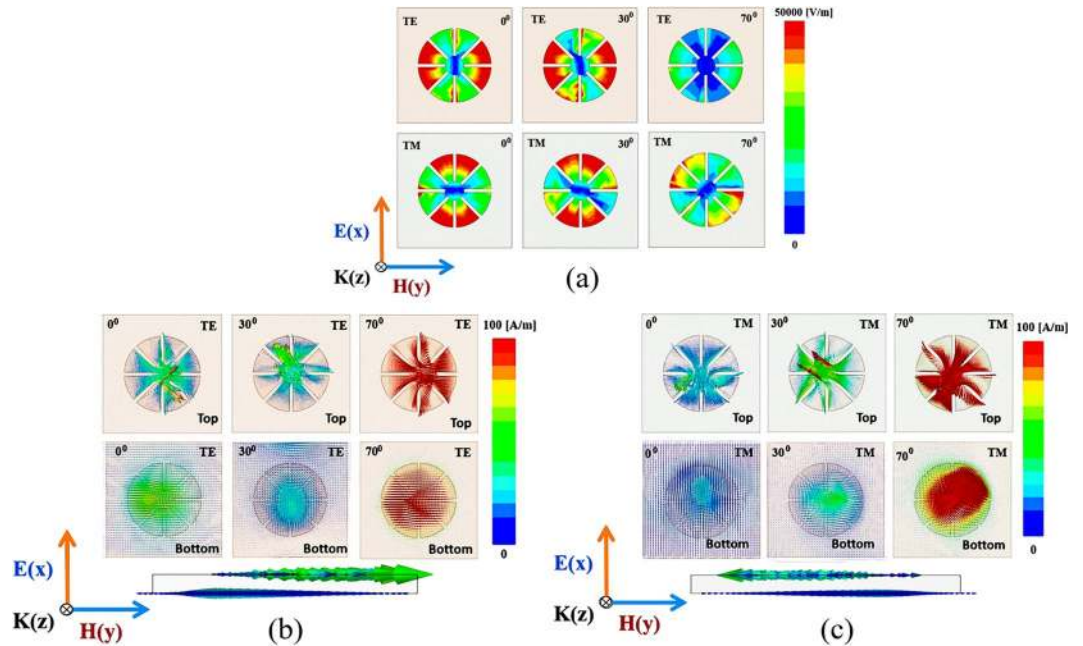 50000 [V/m]
TE 0⁰ TE 30⁰ TE 70⁰
TM 0⁰ TM 30⁰ TM 70⁰
0
E(x)
K(z)
H(y)
(a)
0⁰ TE 30⁰ TE 70⁰ TE 100 [A/m]
Top Top Top
0⁰ TE 30⁰ TE 70⁰ TE
Bottom Bottom Bottom 0
E(x)
K(z)
H(y)
(b)
0⁰ TM 30⁰ TM 70⁰ TM 100 [A/m]
Top Top Top
0⁰ TM 30⁰ TM 70⁰ TM
Bottom Bottom Bottom 0
E(x)
K(z)
H(y)
(c)